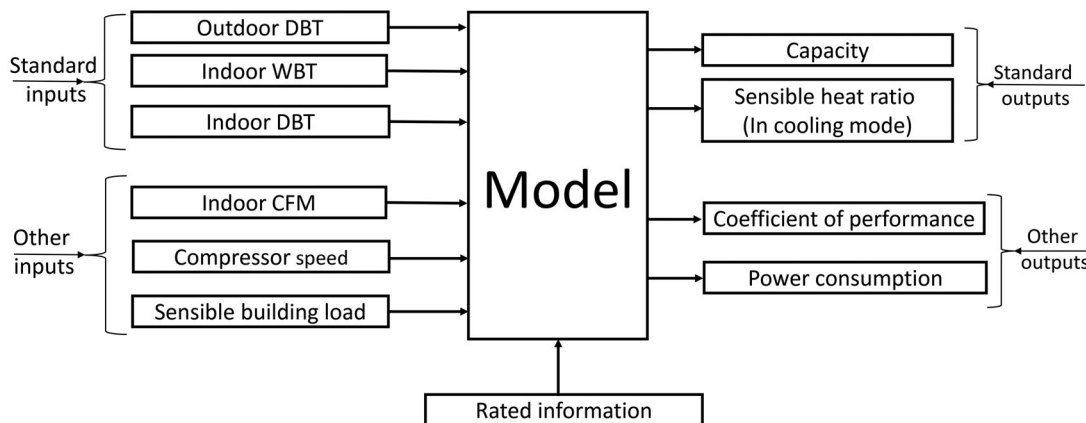 Standard
inputs
Outdoor DBT
Indoor WBT
Indoor DBT
Other
inputs
Indoor CFM
Compressor speed
Sensible building load
Model
Rated information
Capacity
Sensible heat ratio
(In cooling mode)
Standard
outputs
Coefficient of performance
Power consumption
Other
outputs